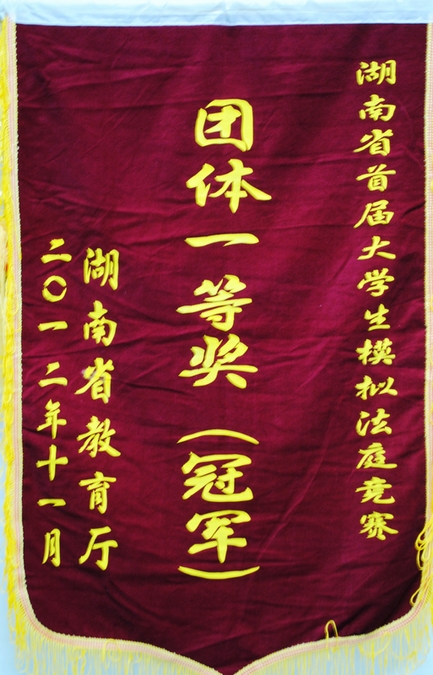 湖南省首届大学生模拟法庭竞赛
团体一等奖（冠军）
湖南省教育厅
二〇一二年十一月